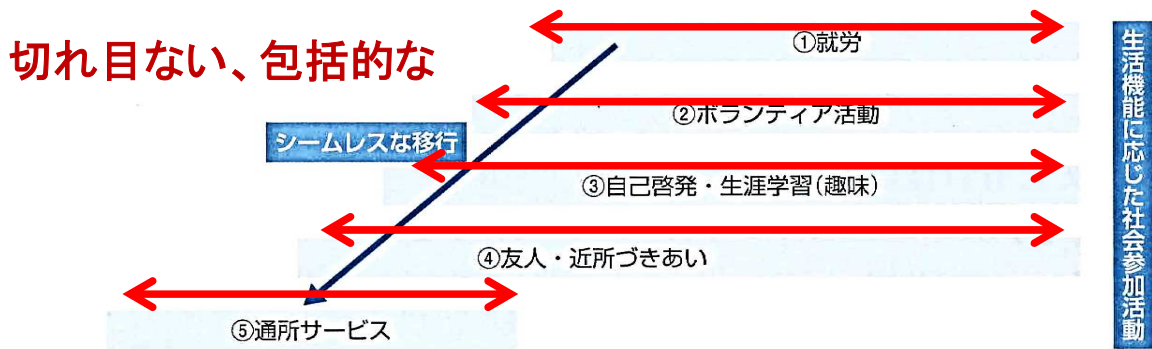 切れ目ない、包括的な
①就労
②ボランティア活動
シームレスな移行
③自己啓発・生涯学習(趣味)
④友人・近所づきあい
⑤通所サービス
生活機能に応じた社会参加活動